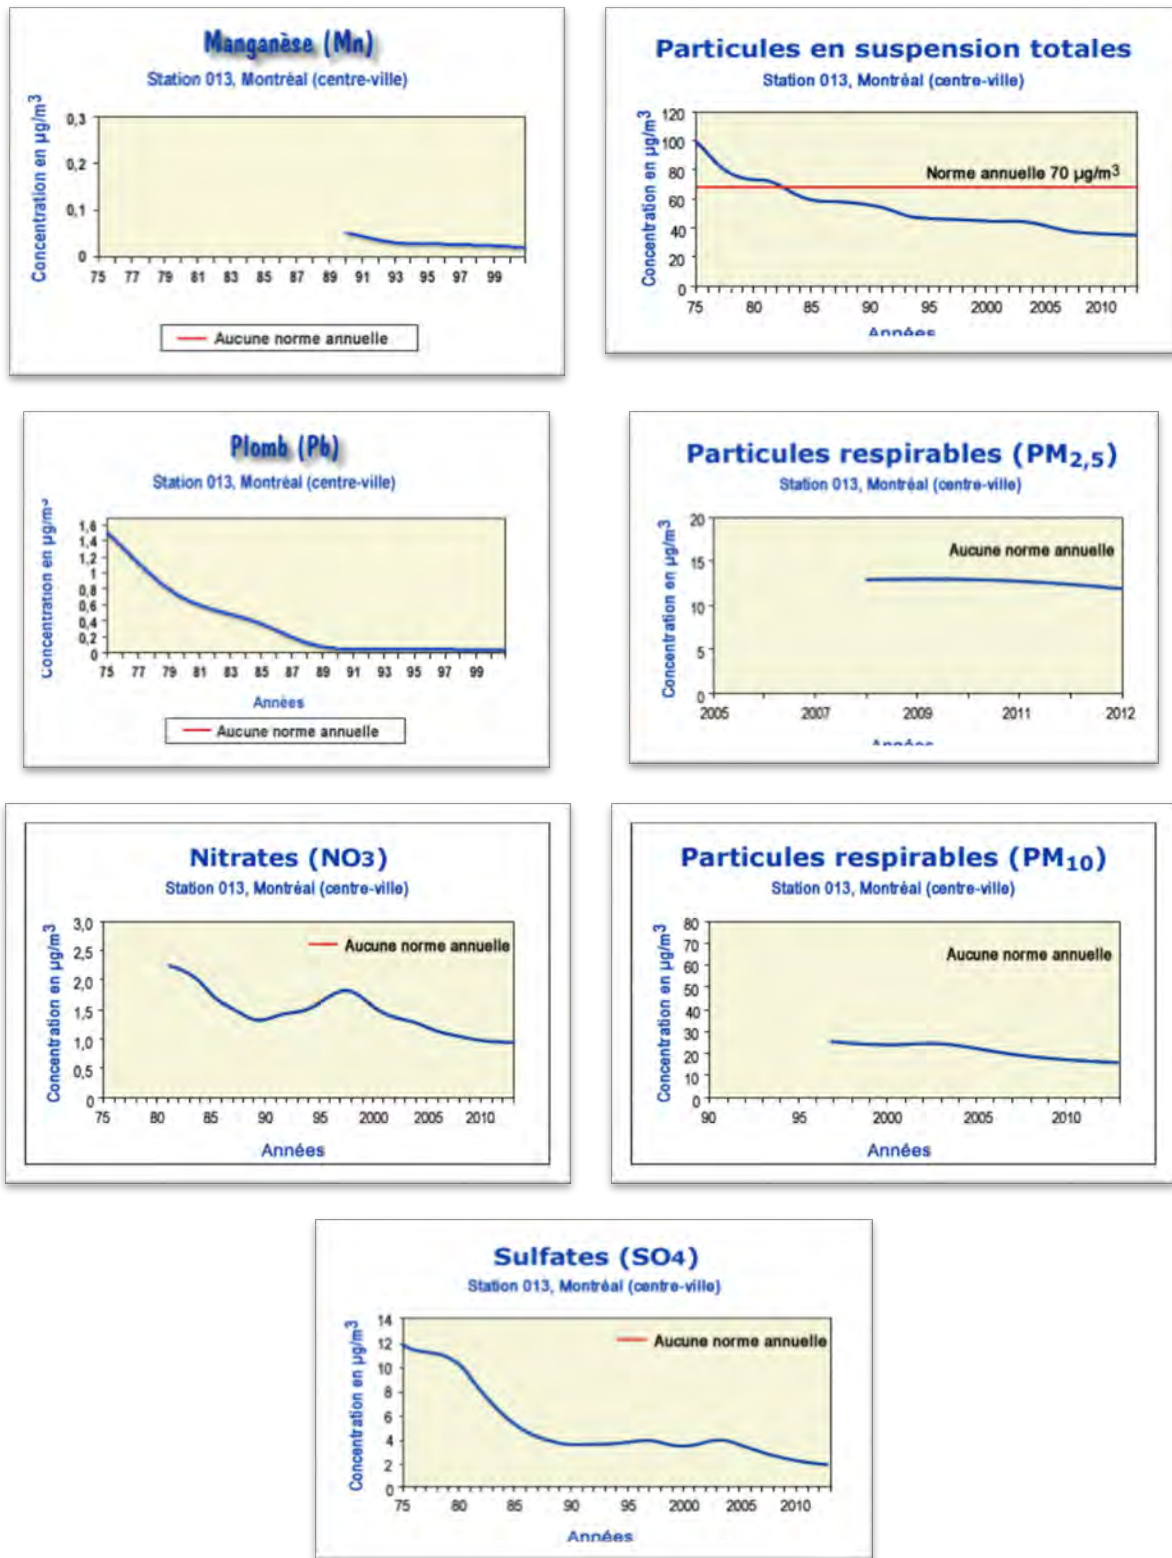 Manganèse (Mn)
Station 013, Montréal (centre-ville)
Concentration en µg/m3
0,3
0,2
0,1
0
75 77 79 81 83 85 87 89 91 93 95 97 99
Aucune norme annuelle
Particules en suspension totales
Station 013, Montréal (centre-ville)
Concentration en µg/m3
120
100
80
60
40
20
0
Norme annuelle 70 µg/m3
75 80 85 90 95 2000 2005 2010
Années
Plomb (Pb)
Station 013, Montréal (centre-ville)
Concentration en µg/m3
1,6
1,4
1,2
1
0,8
0,6
0,4
0,2
0
75 77 79 81 83 85 87 89 91 93 95 97 99
Années
Aucune norme annuelle
Particules respirables (PM2,5)
Station 013, Montréal (centre-ville)
Concentration en µg/m3
20
15
10
5
0
Aucune norme annuelle
2005 2007 2009 2011 2012
Années
Nitrates (NO3)
Station 013, Montréal (centre-ville)
Concentration en µg/m3
3,0
2,5
2,0
1,5
1,0
0,5
0
Aucune norme annuelle
75 80 85 90 95 2000 2005 2010
Années
Particules respirables (PM10)
Station 013, Montréal (centre-ville)
Concentration en µg/m3
80
70
60
50
40
30
20
10
0
Aucune norme annuelle
90 95 2000 2005 2010
Années
Sulfates (SO4)
Station 013, Montréal (centre-ville)
Concentration en µg/m3
14
12
10
8
6
4
2
0
Aucune norme annuelle
75 80 85 90 95 2000 2005 2010
Années